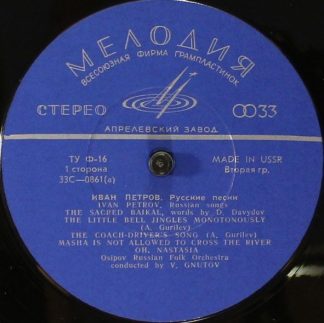 МЕЛОДИЯ
ВСЕСОЮЗНАЯ ФИРМА ГРАМПЛАСТИНОК
СТЕРЕО
33
АПРЕЛЕВСКИЙ ЗАВОД
ТУ Ф-16
MADE IN USSR
1 сторона
Вторая гр.
33С—0861(а)
ИВАН ПЕТРОВ. Русские песни
IVAN PETROV, Russian songs
THE SACRED BAIKAL, words by D. Davydov
THE LITTLE BELL JINGLES MONOTONOUSLY
(A. Gurilev)
THE COACH-DRIVER'S SONG (A. Gurilev)
MASHA IS NOT ALLOWED TO CROSS THE RIVER
OH, NASTASIA
Osipov Russian Folk Orchestra
conducted by V. GNUTOV